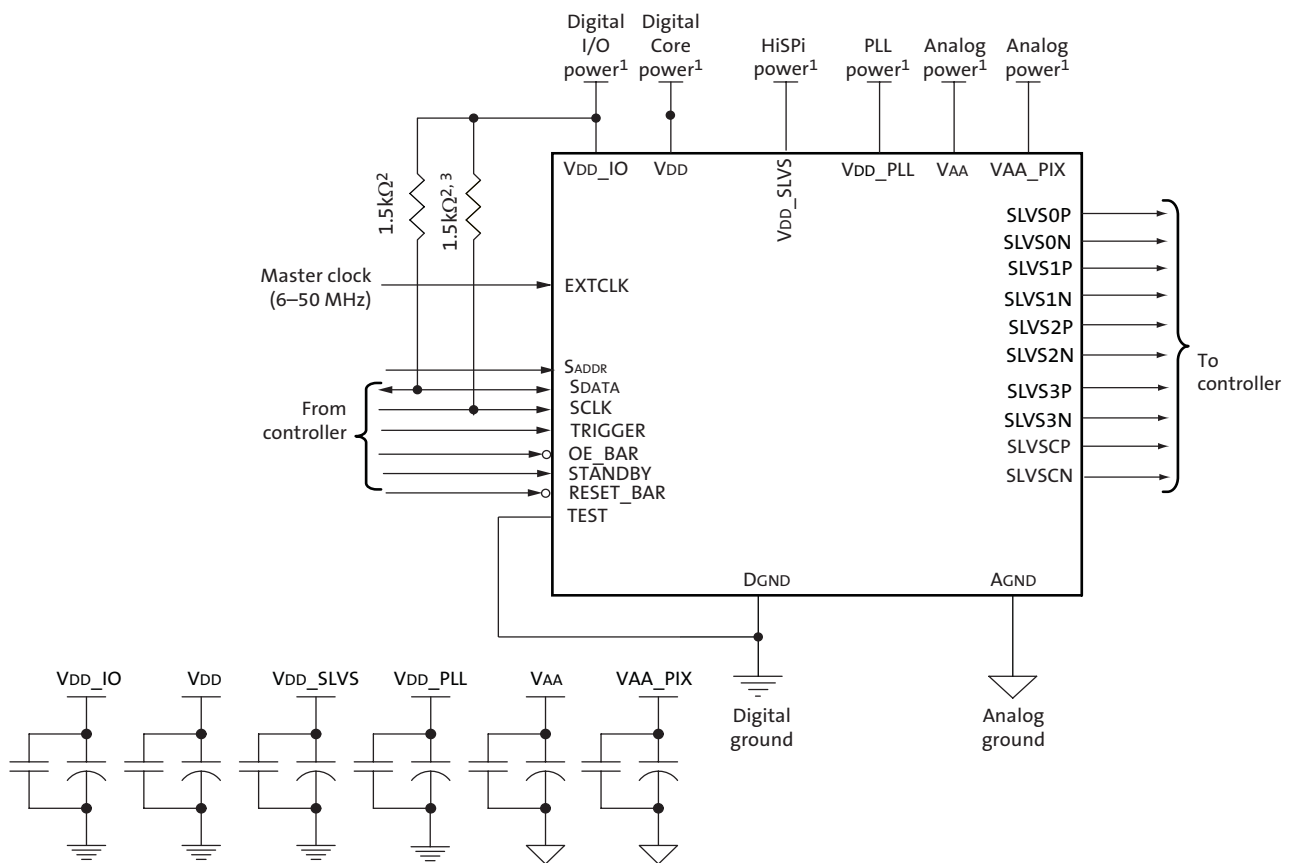 Digital I/O power1
Digital Core power1
HiSPi power1
PLL power1
Analog power1
Analog power1
VDD_IO
VDD
VDD_SLVS
VDD_PLL
VAA
VAA_PIX
1.5kΩ2
1.5kΩ2, 3
Master clock
(6–50 MHz)
EXTCLK
SADDR
SDATA
SCLK
TRIGGER
OE_BAR
STANDBY
RESET_BAR
TEST
From
controller
SLVS0P
SLVS0N
SLVS1P
SLVS1N
SLVS2P
SLVS2N
SLVS3P
SLVS3N
SLVSCP
SLVSCN
To
controller
DGND
AGND
Digital
ground
Analog
ground
VDD_IO
VDD
VDD_SLVS
VDD_PLL
VAA
VAA_PIX